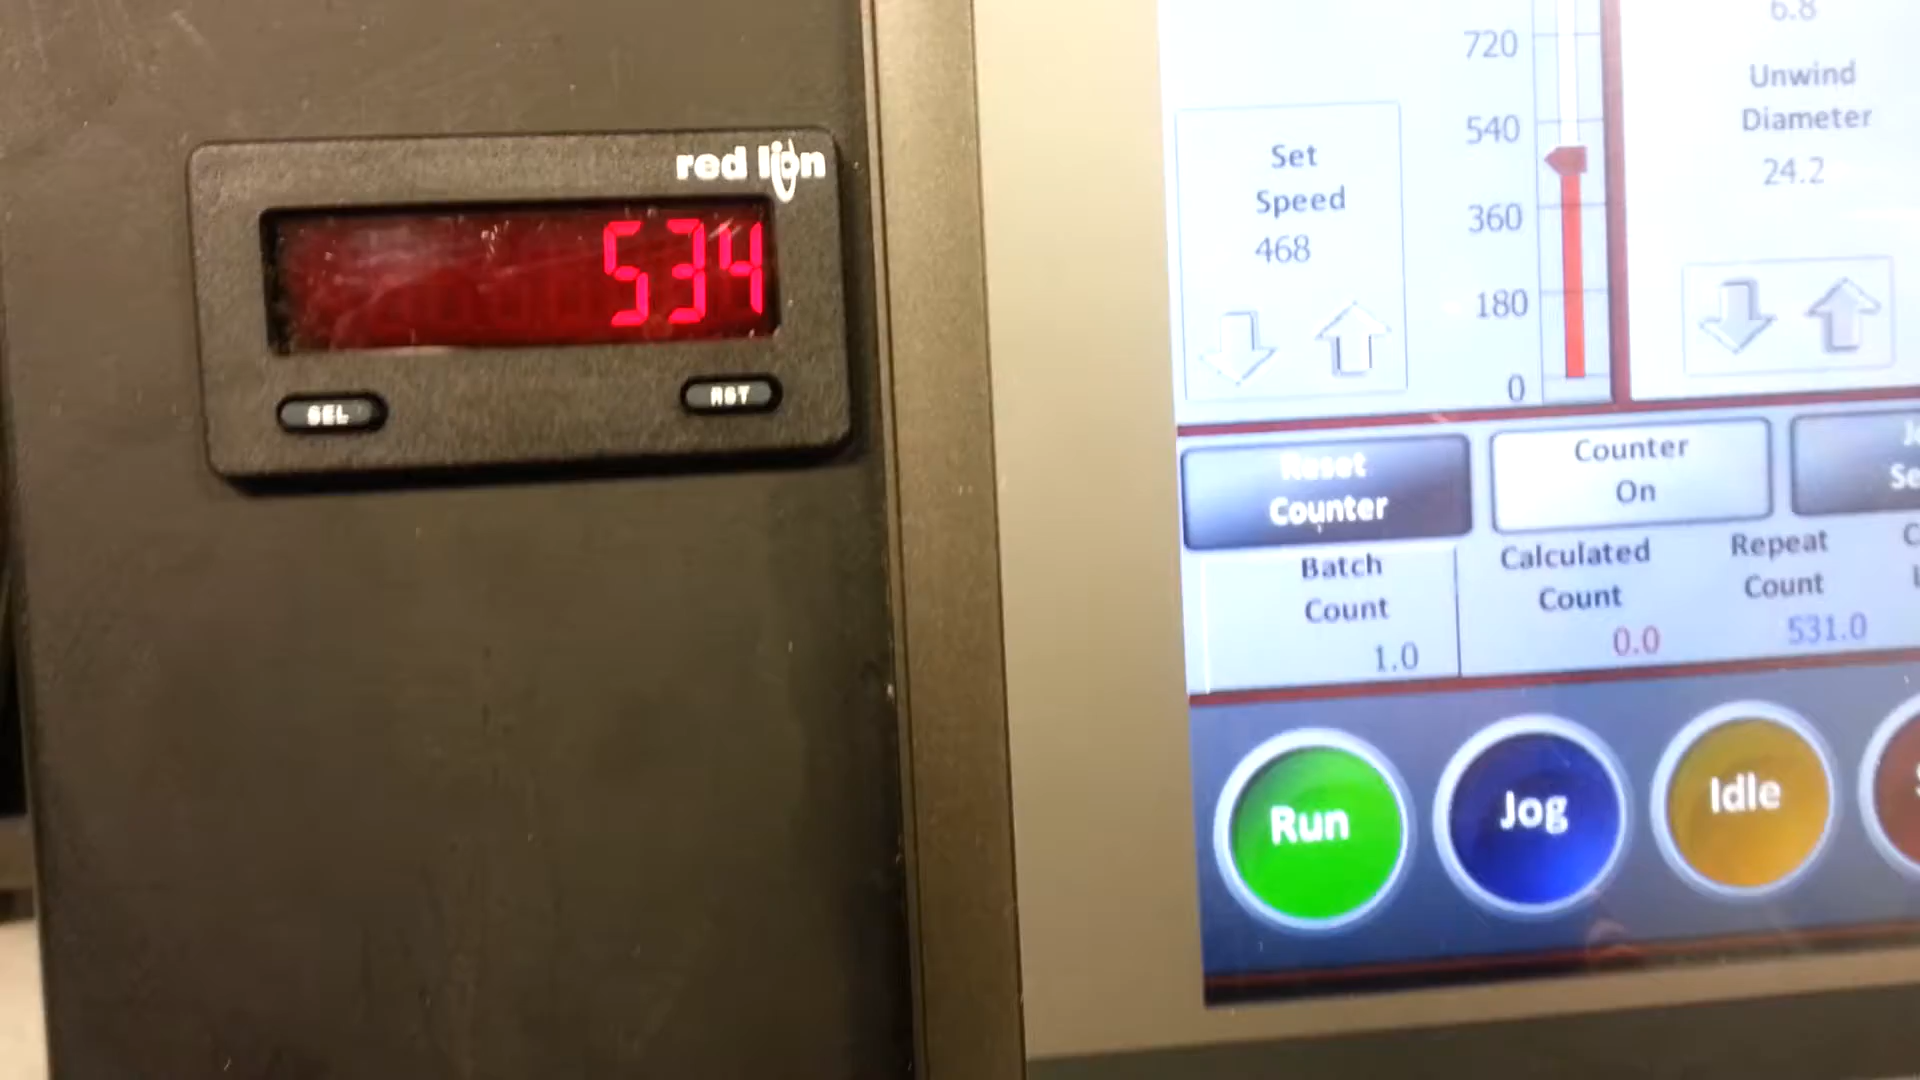 red lion
534
SEL
RST
720
540
360
180
0
Set
Speed
468
6.8
Unwind
Diameter
24.2
Reset
Counter
Counter
On
Batch
Count
1.0
Calculated
Count
0.0
Repeat
Count
531.0
Run
Jog
Idle